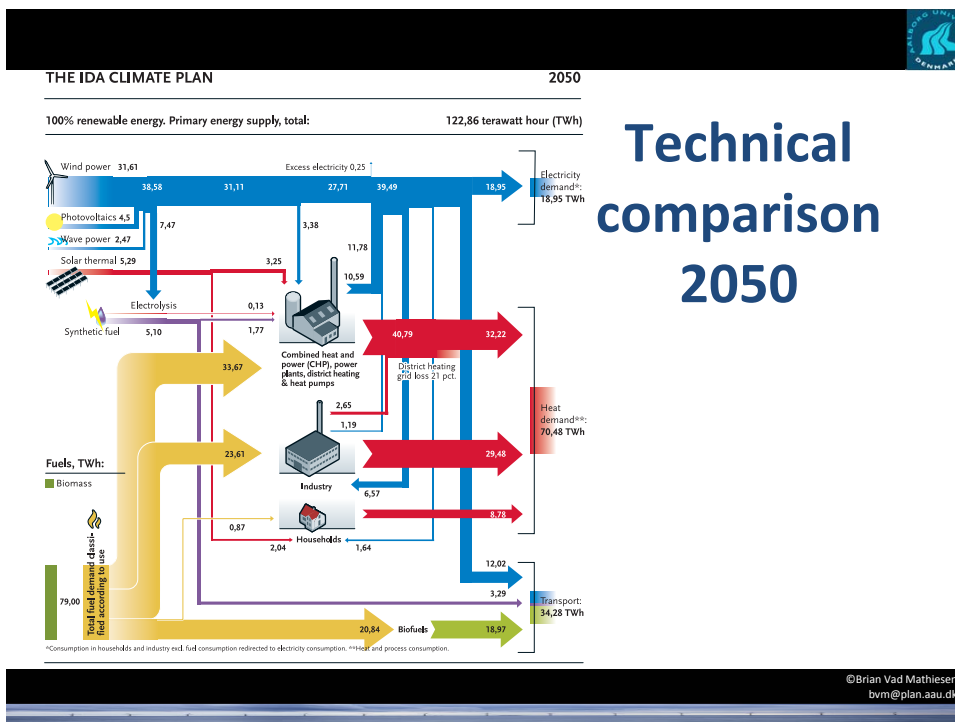 AALBORG UNIV
DENMARK
THE IDA CLIMATE PLAN 2050
100% renewable energy. Primary energy supply, total: 122,86 terawatt hour (TWh)
Technical
comparison
2050
Wind power 31,61
Excess electricity 0,25
38,58 31,11 27,71 39,49 18,95
Electricity
demand*:
18,95 TWh
Photovoltaics 4,5
7,47
3,38
Wave power 2,47
11,78
Solar thermal 5,29
3,25
10,59
Electrolysis
0,13
Synthetic fuel 5,10
1,77
40,79 32,22
Combined heat and
power (CHP), power
plants, district heating
& heat pumps
District heating
grid loss 21 pct.
33,67
2,65
1,19
Heat
demand**:
70,48 TWh
23,61
29,48
Fuels, TWh:
Industry
6,57
Biomass
8.78
0,87
Households
2,04
1,64
12,02
3,29
Total fuel demand classi-
fied according to use
79,00
Transport:
34,28 TWh
20,84 Biofuels 18,97
*Consumption in households and industry excl. fuel consumption redirected to electricity consumption. **Heat and process consumption.
©Brian Vad Mathiesen
bvm@plan.aau.dk